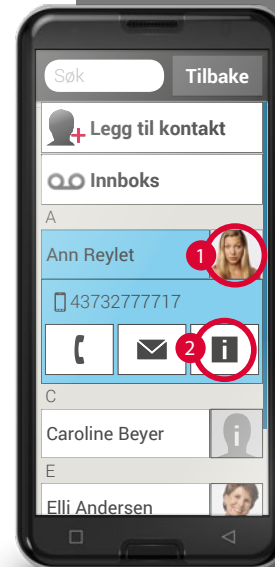 Søk Tilbake
Legg til kontakt
Innboks
A
Ann Reylet 1
43732777717
2 i
C
Caroline Beyer i
E
Elli Andersen